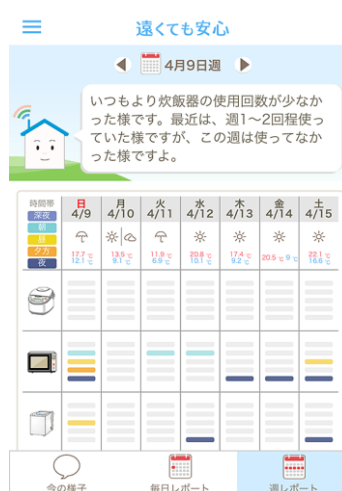 遠くても安心
4月9日週
いつもより炊飯器の使用回数が少なか
った様です。最近は、週1〜2回程使っ
ていた様ですが、この週は使ってなか
った様ですよ。
時間帯
深夜
朝
昼
夕方
夜
日 月 火 水 木 金 土
4/9 4/10 4/11 4/12 4/13 4/14 4/15
17.7℃ 13.5℃ 11.9℃ 20.8℃ 17.4℃ 20.5℃ 9℃ 22.1℃
12.1℃ 9.1℃ 6.9℃ 10.1℃ 9.2℃ 16.6℃
今の様子 毎日レポート 週レポート